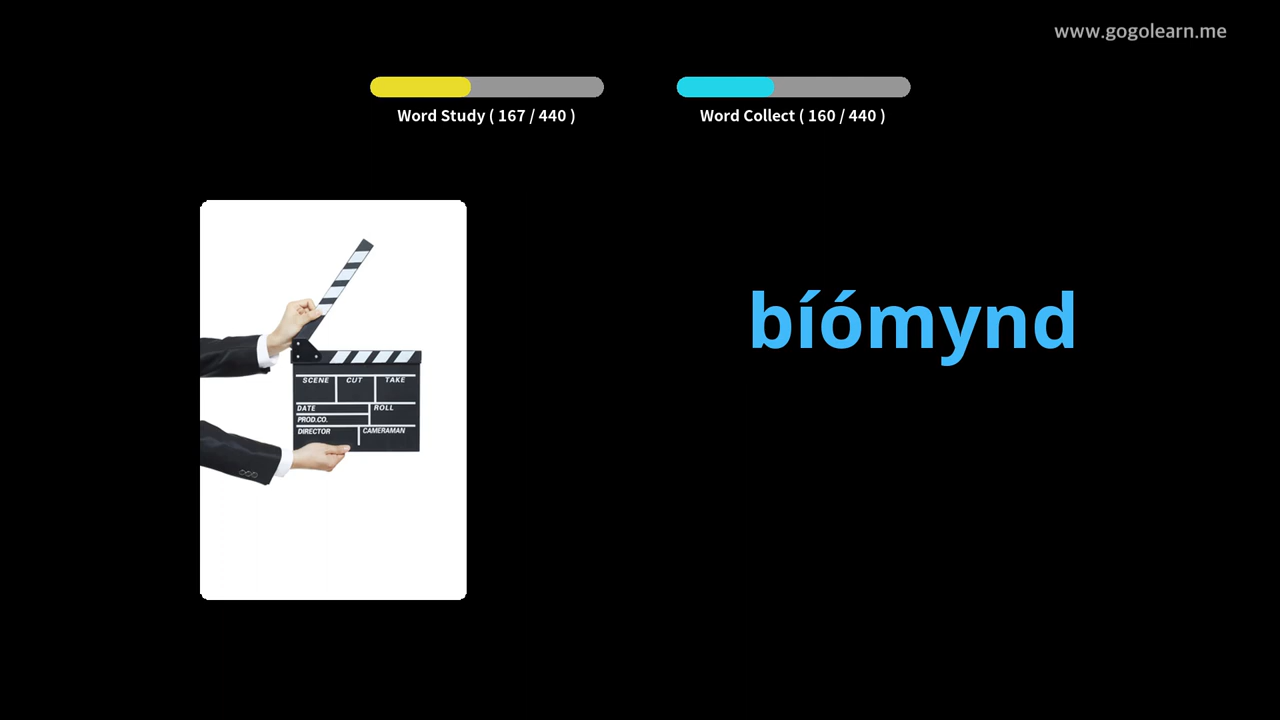 www.gogolearn.me
Word Study ( 167 / 440 )
Word Collect ( 160 / 440 )
bíómynd
SCENE CUT TAKE
DATE ROLL
PROD.CO.
DIRECTOR CAMERAMAN